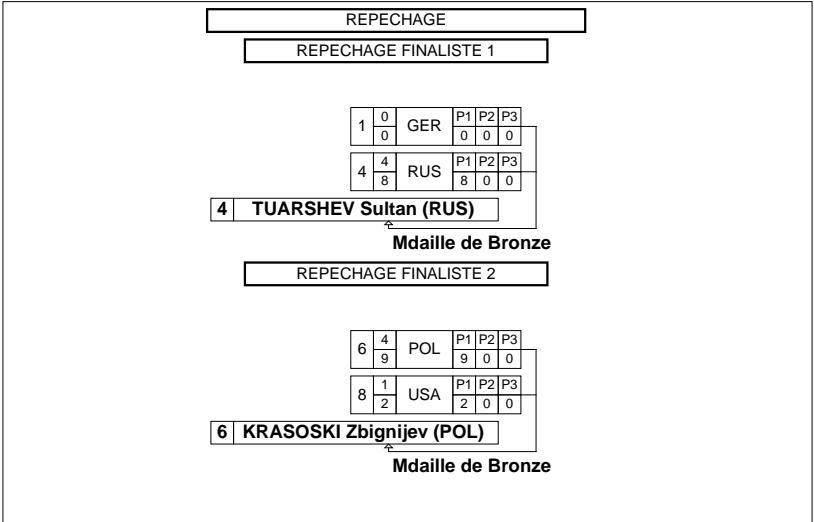 REPECHAGE
REPECHAGE FINALISTE 1
1 0 GER P1 P2 P3
0 0 0 0
4 4 RUS P1 P2 P3
8 8 0 0
4 TUARSHEV Sultan (RUS)
Mdaille de Bronze
REPECHAGE FINALISTE 2
6 4 POL P1 P2 P3
9 9 0 0
8 1 USA P1 P2 P3
2 2 0 0
6 KRASOSKI Zbignijev (POL)
Mdaille de Bronze